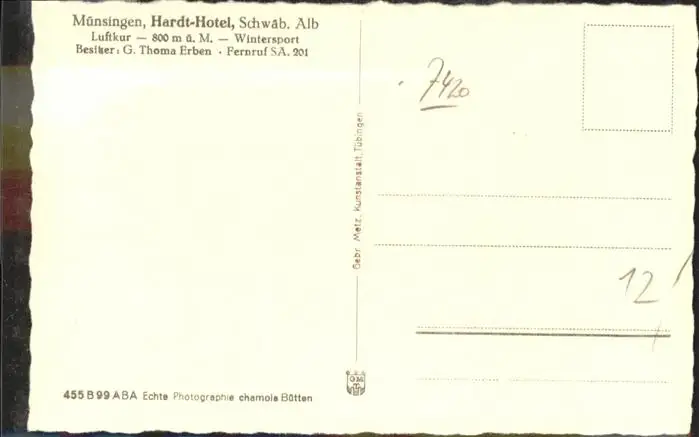 Münsingen, Hardt-Hotel, Schwäb. Alb
Luftkur — 800 m ü. M. — Wintersport
Besitzer: G. Thoma Erben · Fernruf SA. 201
7420
Gebr. Metz, Kunstanstalt, Tübingen
12
GM
455 B 99 ABA Echte Photographie chamois Bütten